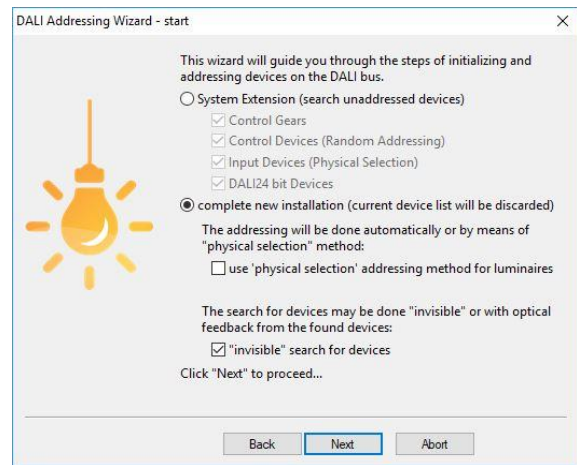 DALI Addressing Wizard - start
This wizard will guide you through the steps of initializing and
addressing devices on the DALI bus.
System Extension (search unaddressed devices)
Control Gears
Control Devices (Random Addressing)
Input Devices (Physical Selection)
DALI24 bit Devices
complete new installation (current device list will be discarded)
The addressing will be done automatically or by means of
"physical selection" method:
use 'physical selection' addressing method for luminaires
The search for devices may be done "invisible" or with optical
feedback from the found devices:
"invisible" search for devices
Click "Next" to proceed...
Back Next Abort